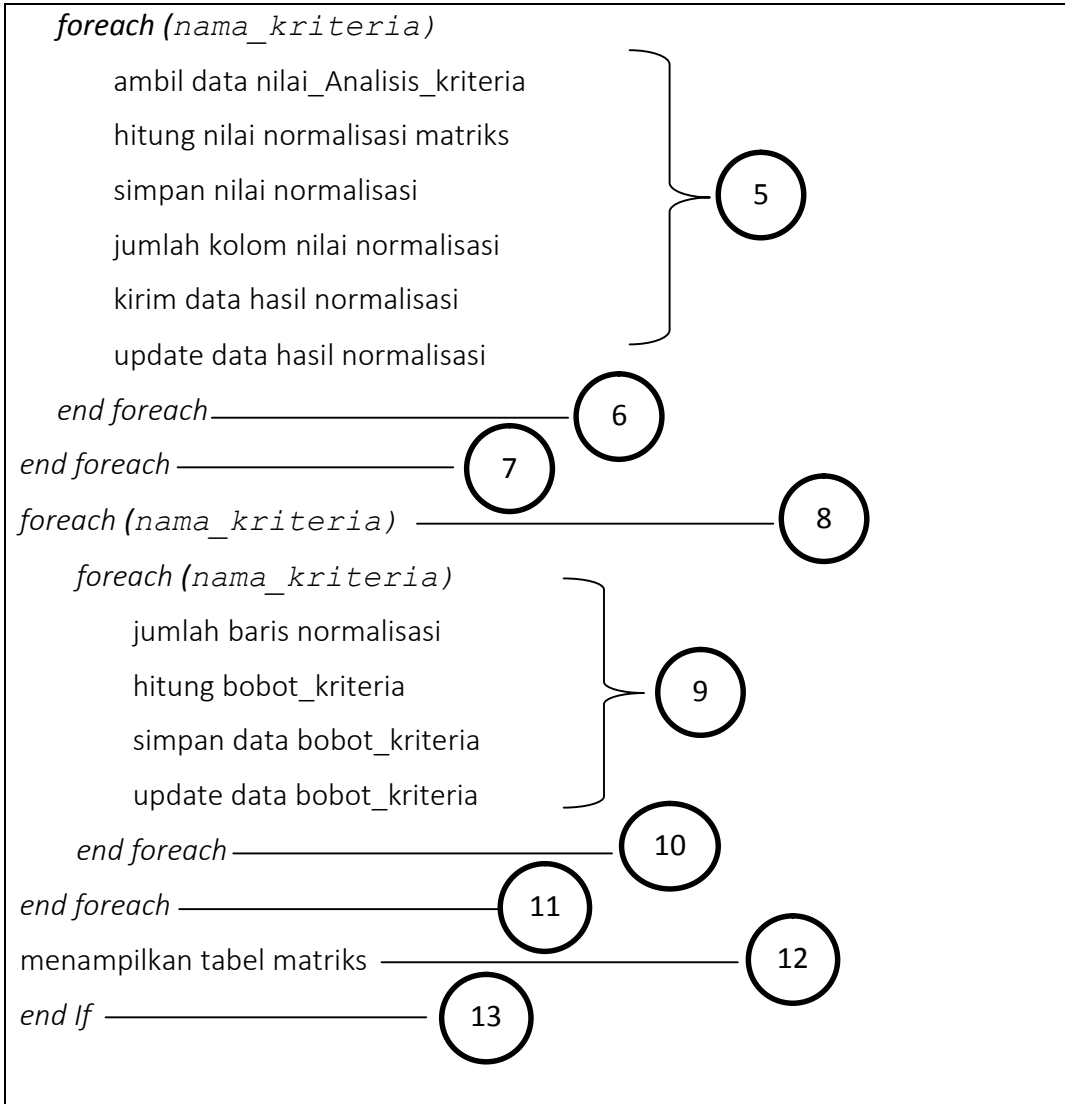 foreach (nama_kriteria)
ambil data nilai_Analisis_kriteria
hitung nilai normalisasi matriks
simpan nilai normalisasi
5
jumlah kolom nilai normalisasi
kirim data hasil normalisasi
update data hasil normalisasi
end foreach 6
end foreach 7
foreach (nama_kriteria) 8
foreach (nama_kriteria)
jumlah baris normalisasi
hitung bobot_kriteria 9
simpan data bobot_kriteria
update data bobot_kriteria
end foreach 10
end foreach 11
menampilkan tabel matriks 12
end If 13